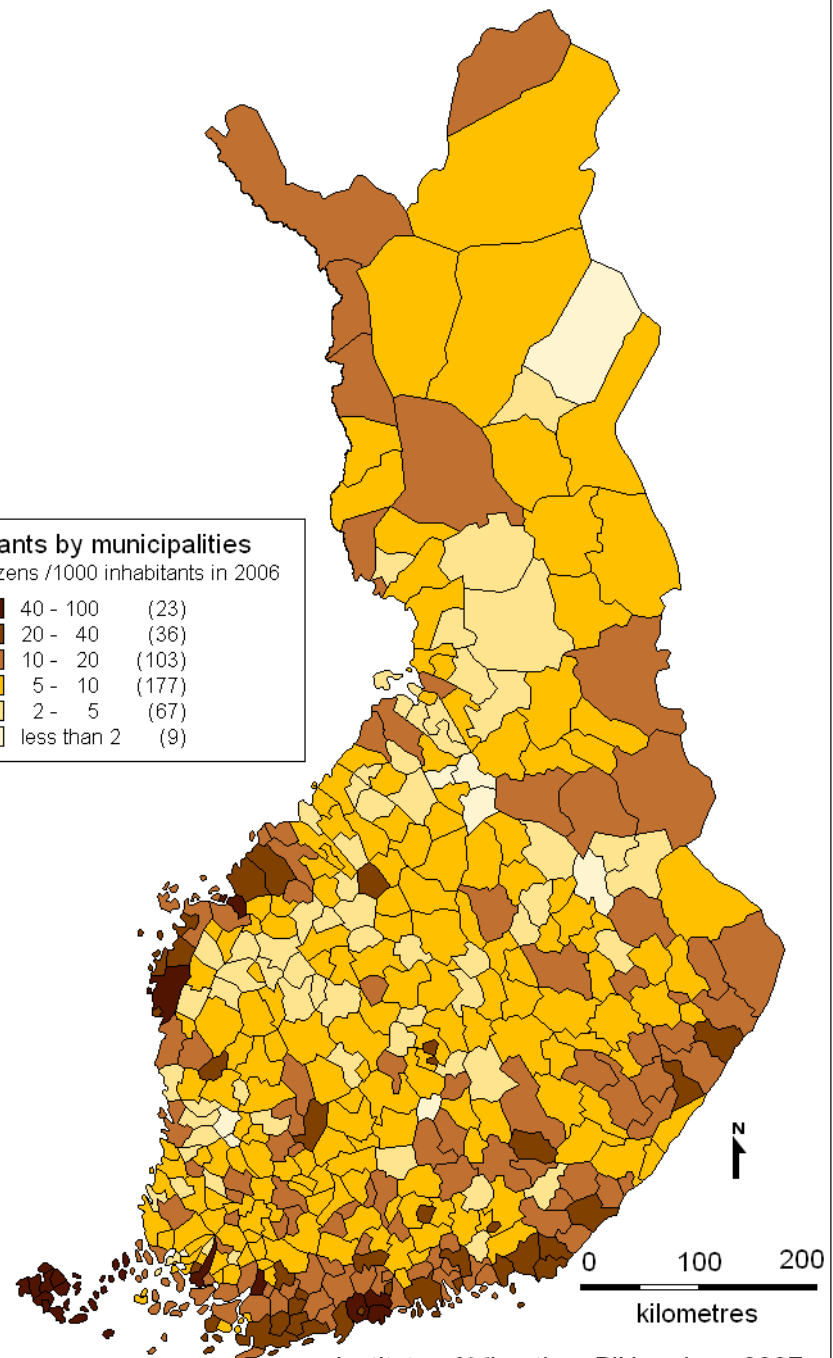 ants by municipalities
zens /1000 inhabitants in 2006
40 - 100 (23)
20 - 40 (36)
10 - 20 (103)
5 - 10 (177)
2 - 5 (67)
less than 2 (9)
N
0 100 200
kilometres